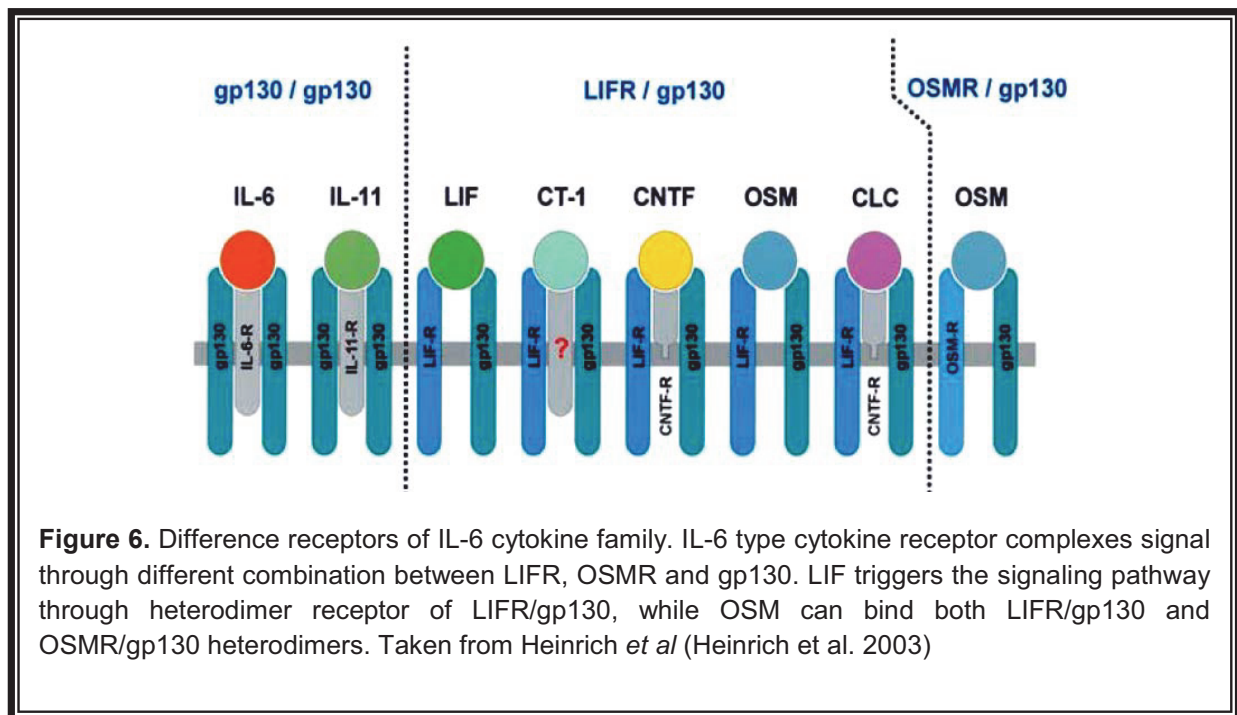 gp130 / gp130 LIFR / gp130 OSMR / gp130
IL-6 IL-11 LIF CT-1 CNTF OSM CLC OSM
gp130 IL-6-R gp130 gp130 IL-11-R gp130 LIF-R gp130 LIF-R ? gp130 LIF-R CNTF-R gp130 LIF-R gp130 LIF-R CNTF-R gp130 OSM-R gp130
Figure 6. Difference receptors of IL-6 cytokine family. IL-6 type cytokine receptor complexes signal
through different combination between LIFR, OSMR and gp130. LIF triggers the signaling pathway
through heterodimer receptor of LIFR/gp130, while OSM can bind both LIFR/gp130 and
OSMR/gp130 heterodimers. Taken from Heinrich et al (Heinrich et al. 2003)